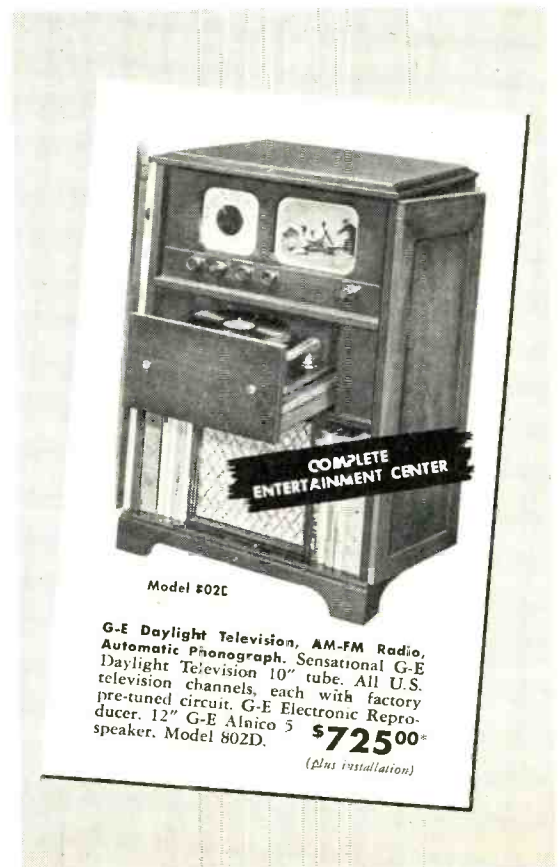 COMPLETE
ENTERTAINMENT CENTER
Model 802D
G-E Daylight Television, AM-FM Radio,
Automatic Phonograph. Sensational G-E
Daylight Television 10" tube. All U.S.
television channels, each with factory
pre-tuned circuit. G-E Electronic Repro-
ducer. 12" G-E Alnico 5
speaker. Model 802D.
$725 00*
(plus installation)